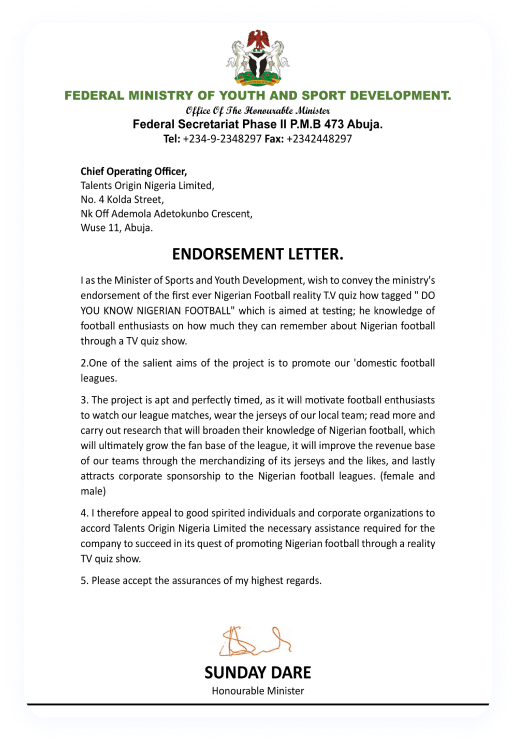 FEDERAL MINISTRY OF YOUTH AND SPORT DEVELOPMENT.
Office Of The Honourable Minister
Federal Secretariat Phase II P.M.B 473 Abuja.
Tel: +234-9-2348297 Fax: +2342448297
Chief Operating Officer,
Talents Origin Nigeria Limited,
No. 4 Kolda Street,
Nk Off Ademola Adetokunbo Crescent,
Wuse 11, Abuja.
ENDORSEMENT LETTER.
I as the Minister of Sports and Youth Development, wish to convey the ministry's
endorsement of the first ever Nigerian Football reality T.V quiz how tagged " DO
YOU KNOW NIGERIAN FOOTBALL" which is aimed at testing; he knowledge of
football enthusiasts on how much they can remember about Nigerian football
through a TV quiz show.
2.One of the salient aims of the project is to promote our 'domestic football
leagues.
3. The project is apt and perfectly timed, as it will motivate football enthusiasts
to watch our league matches, wear the jerseys of our local team; read more and
carry out research that will broaden their knowledge of Nigerian football, which
will ultimately grow the fan base of the league, it will improve the revenue base
of our teams through the merchandizing of its jerseys and the likes, and lastly
attracts corporate sponsorship to the Nigerian football leagues. (female and
male)
4. I therefore appeal to good spirited individuals and corporate organizations to
accord Talents Origin Nigeria Limited the necessary assistance required for the
company to succeed in its quest of promoting Nigerian football through a reality
TV quiz show.
5. Please accept the assurances of my highest regards.
SUNDAY DARE
Honourable Minister